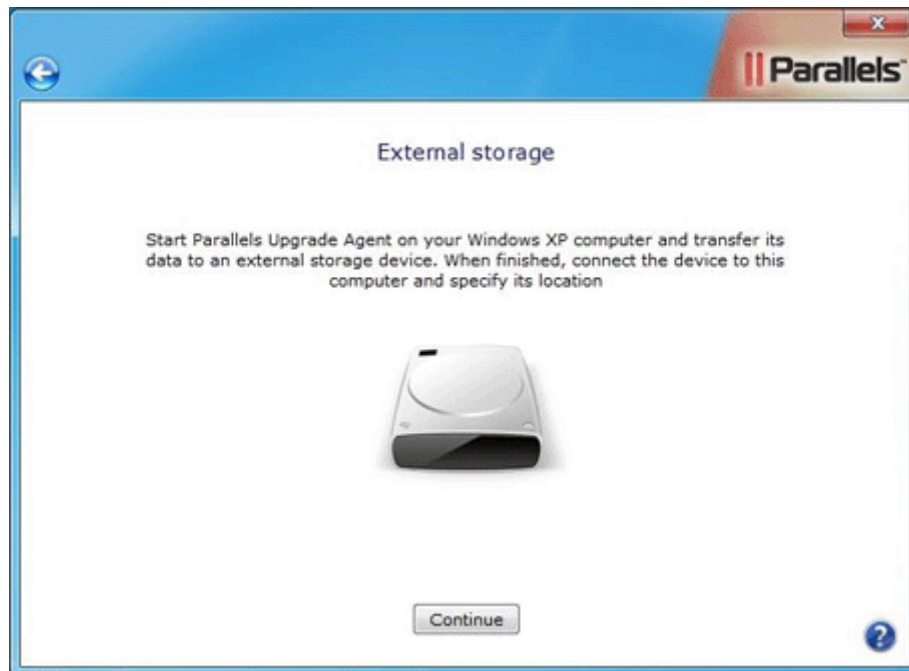 Parallels™
External storage
Start Parallels Upgrade Agent on your Windows XP computer and transfer its
data to an external storage device. When finished, connect the device to this
computer and specify its location
Continue